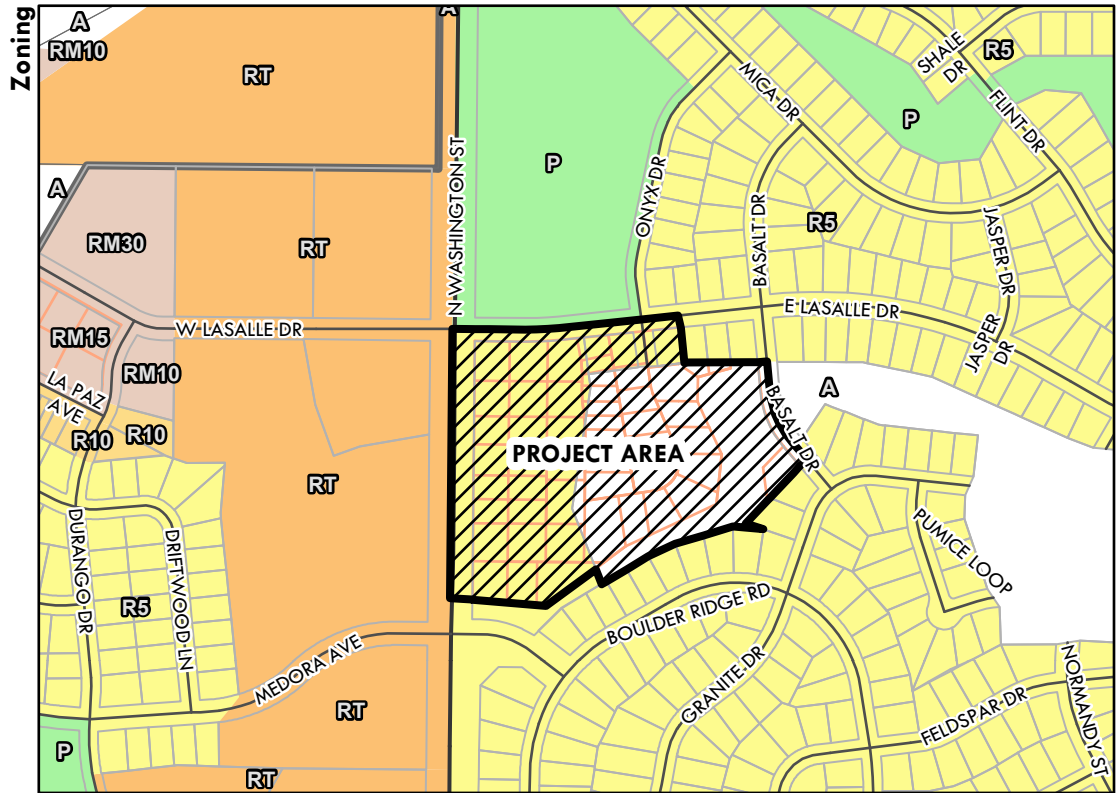 Zoning
A
A
RM10
RT
SHALE
DR
R5
MICA DR
FLINT DR
P
P
N WASHINGTON ST
ONYX DR
BASALT DR
A
RM30
RT
R5
JASPER DR
W LASALLE DR
E LASALLE DR
RM15
JASPER
DR
RM10
LA PAZ
AVE
A
BASALT DR
R10
R10
PROJECT AREA
RT
DURANGO DR
DRIFTWOOD LN
PUMICE LOOP
R5
BOULDER RIDGE RD
MEDORA AVE
GRANITE DR
NORMANDY ST
FELDSPAR DR
RT
P
RT